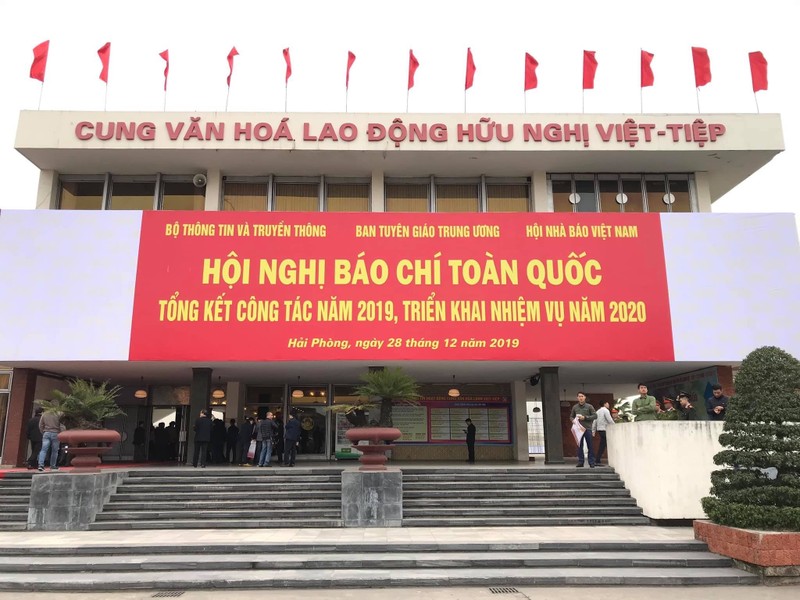 CUNG VĂN HOÁ LAO ĐỘNG HỮU NGHỊ VIỆT-TIỆP
BỘ THÔNG TIN VÀ TRUYỀN THÔNG BAN TUYÊN GIÁO TRUNG ƯƠNG HỘI NHÀ BÁO VIỆT NAM
HỘI NGHỊ BÁO CHÍ TOÀN QUỐC
TỔNG KẾT CÔNG TÁC NĂM 2019, TRIỂN KHAI NHIỆM VỤ NĂM 2020
Hải Phòng, ngày 28 tháng 12 năm 2019